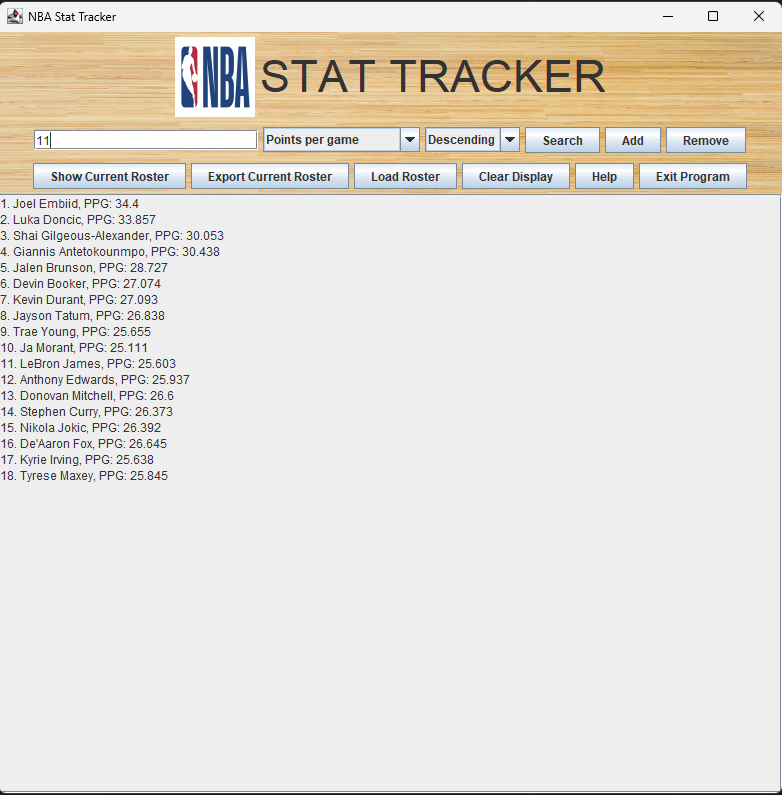 NBA Stat Tracker
NBA STAT TRACKER
11 Points per game Descending Search Add Remove
Show Current Roster Export Current Roster Load Roster Clear Display Help Exit Program
1. Joel Embiid, PPG: 34.4
2. Luka Doncic, PPG: 33.857
3. Shai Gilgeous-Alexander, PPG: 30.053
4. Giannis Antetokounmpo, PPG: 30.438
5. Jalen Brunson, PPG: 28.727
6. Devin Booker, PPG: 27.074
7. Kevin Durant, PPG: 27.093
8. Jayson Tatum, PPG: 26.838
9. Trae Young, PPG: 25.655
10. Ja Morant, PPG: 25.111
11. LeBron James, PPG: 25.603
12. Anthony Edwards, PPG: 25.937
13. Donovan Mitchell, PPG: 26.6
14. Stephen Curry, PPG: 26.373
15. Nikola Jokic, PPG: 26.392
16. De'Aaron Fox, PPG: 26.645
17. Kyrie Irving, PPG: 25.638
18. Tyrese Maxey, PPG: 25.845